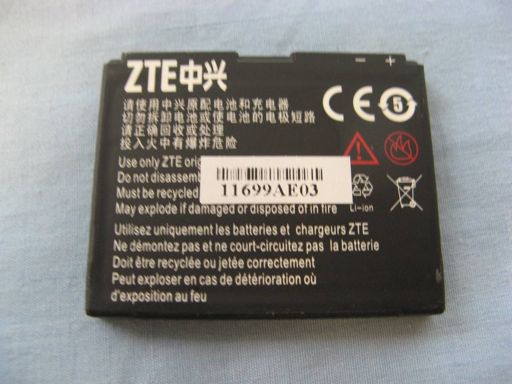 ZTE中兴
- +
请使用中兴原配电池和充电器
切勿拆卸电池或使电池的电极短路
请正确回收或处理
投入火中有爆炸危险
CE 5
Use only ZTE
Do not disassemb
Must be recycled
11699AE03
May explode if damaged or disposed of in fire
Li-ion
Utilisez uniquement les batteries et chargeurs ZTE
Ne démontez pas et ne court-circuitez pas la batterie
Doit être recyclée ou jetée correctement
Peut exploser en cas de détérioration où
d'exposition au feu